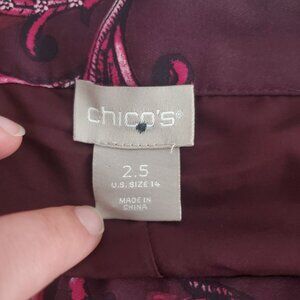 chico's®
2.5
U.S. SIZE 14
MADE IN
CHINA